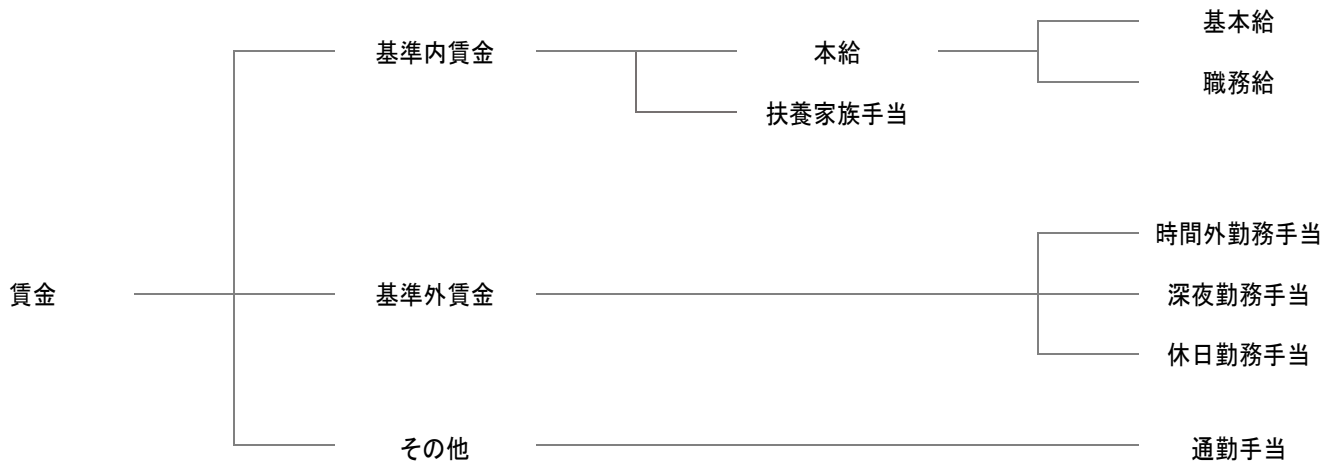 賃金
基準内賃金
本給
基本給
職務給
扶養家族手当
基準外賃金
時間外勤務手当
深夜勤務手当
休日勤務手当
その他
通勤手当